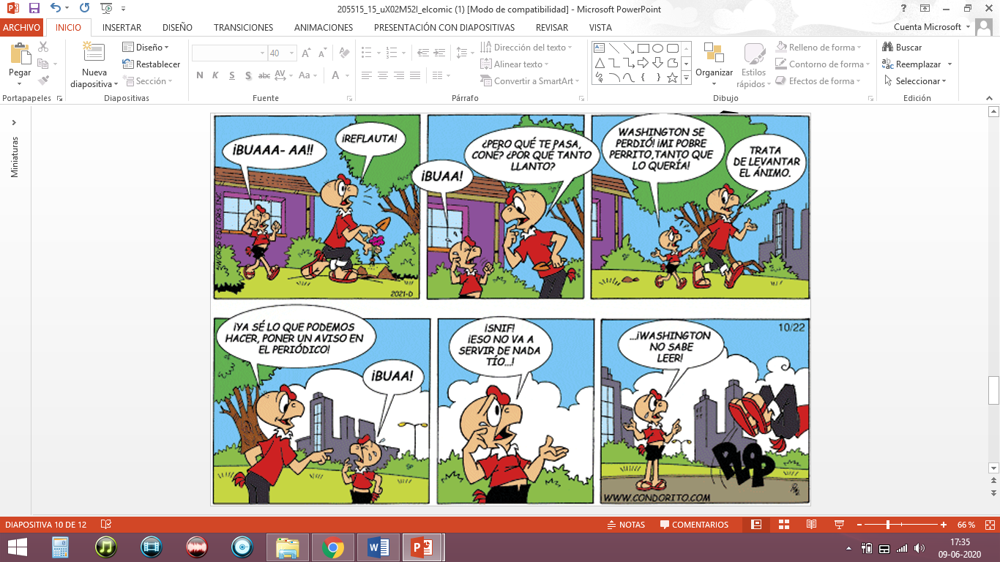 205515_15_uX02M52l_elcomic (1) [Modo de compatibilidad] - Microsoft PowerPoint
ARCHIVO INICIO INSERTAR DISEÑO TRANSICIONES ANIMACIONES PRESENTACIÓN CON DIAPOSITIVAS REVISAR VISTA Cuenta Microsoft
Pegar
Portapapeles
Nueva
diapositiva
Diseño
Restablecer
Sección
Diapositivas
40
N K S S abc AV Aa A
Fuente
Párrafo
Dirección del texto
Alinear texto
Convertir a SmartArt
Organizar
Estilos
rápidos
Relleno de forma
Contorno de forma
Efectos de forma
Dibujo
Buscar
Reemplazar
Seleccionar
Edición
Miniaturas
¡BUAAA- AA!!
¡REFLAUTA!
WORLD EDITORS INC
2021-D
¡BUAA!
¿PERO QUÉ TE PASA,
CONÉ? ¿POR QUÉ TANTO
LLANTO?
WASHINGTON SE
PERDIÓ! ¡MI POBRE
PERRITO,TANTO QUE
LO QUERÍA!
TRATA
DE LEVANTAR
EL ÁNIMO.
¡YA SÉ LO QUE PODEMOS
HACER, PONER UN AVISO EN
EL PERIÓDICO!
¡BUAA!
¡SNIF!
¡ESO NO VA A
SERVIR DE NADA
TÍO...!
...¡WASHINGTON
NO SABE
LEER!
10/22
PLOP
WWW.CONDORITO.COM
DIAPOSITIVA 10 DE 12 NOTAS COMENTARIOS 66 %
17:35
09-06-2020